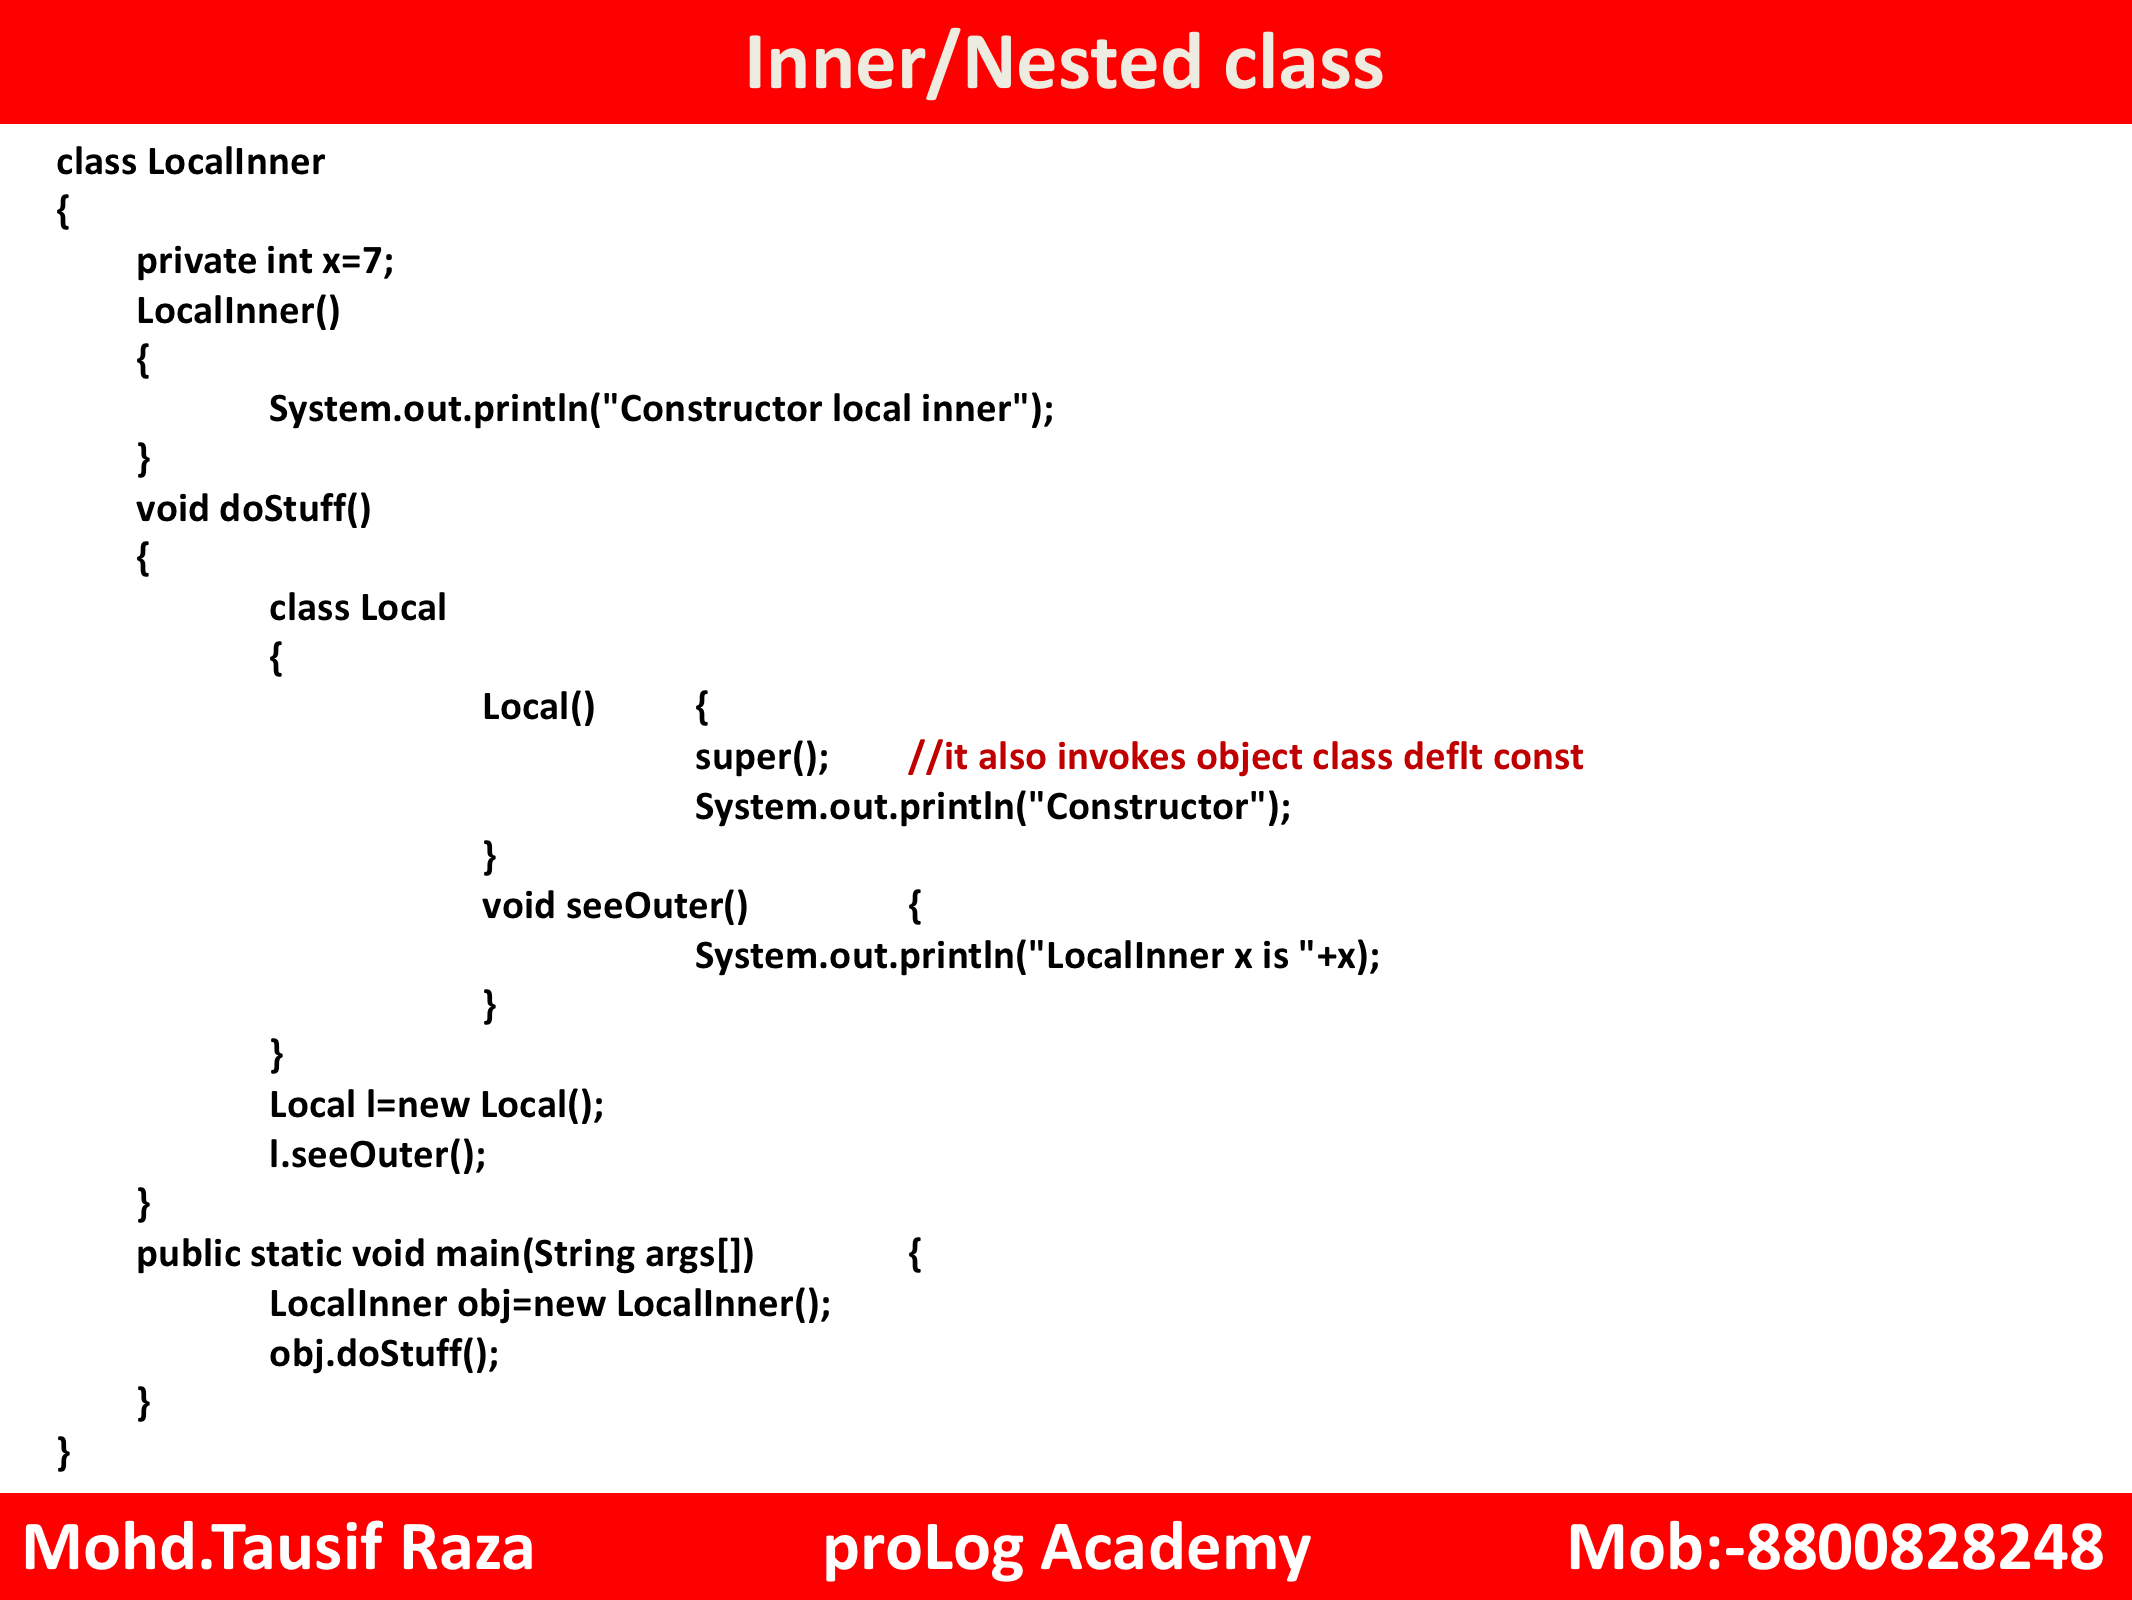 Inner/Nested class
class LocalInner
{
private int x=7;
LocalInner()
{
System.out.println("Constructor local inner");
}
void doStuff()
{
class Local
{
Local() {
super(); //it also invokes object class deflt const
System.out.println("Constructor");
}
void seeOuter() {
System.out.println("LocalInner x is "+x);
}
}
Local l=new Local();
l.seeOuter();
}
public static void main(String args[]) {
LocalInner obj=new LocalInner();
obj.doStuff();
}
}
Mohd.Tausif Raza proLog Academy Mob:-8800828248